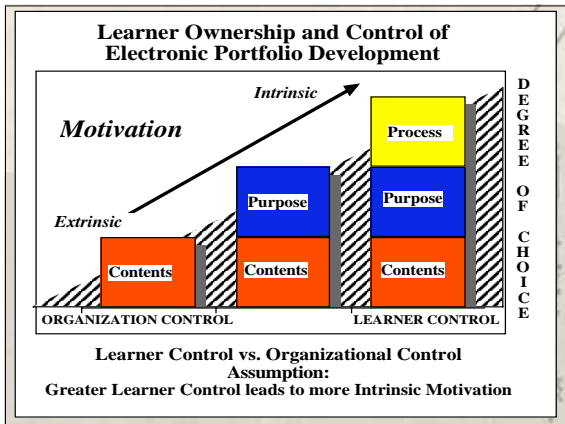 Learner Ownership and Control of
Electronic Portfolio Development
Intrinsic
Motivation
Extrinsic
Process
Purpose
Purpose
Contents
Contents
Contents
DEGREE OF CHOICE
ORGANIZATION CONTROL
LEARNER CONTROL
Learner Control vs. Organizational Control
Assumption:
Greater Learner Control leads to more Intrinsic Motivation